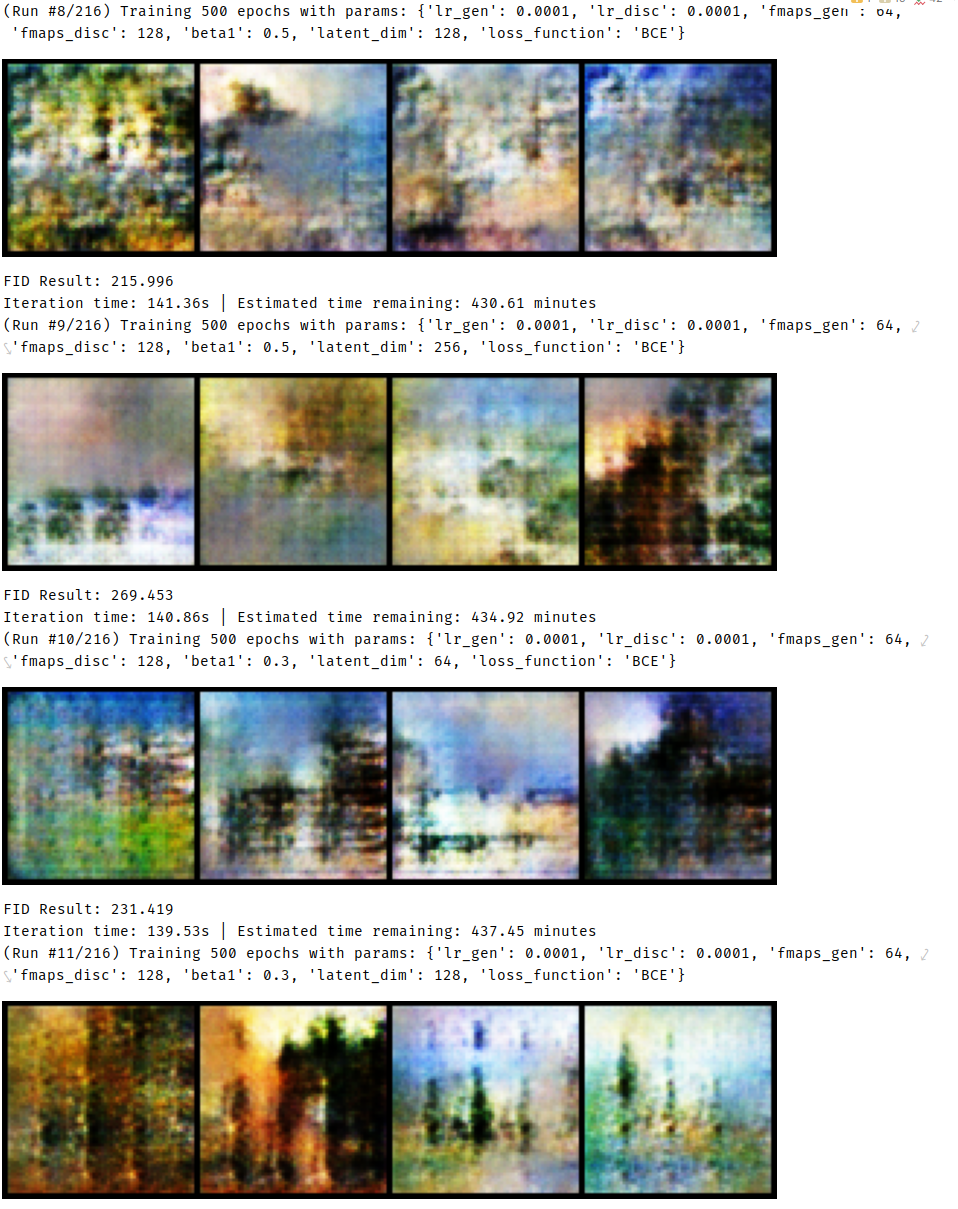 (Run #8/216) Training 500 epochs with params: {'lr_gen': 0.0001, 'lr_disc': 0.0001, 'fmaps_gen': 64,
'fmaps_disc': 128, 'beta1': 0.5, 'latent_dim': 128, 'loss_function': 'BCE'}
FID Result: 215.996
Iteration time: 141.36s | Estimated time remaining: 430.61 minutes
(Run #9/216) Training 500 epochs with params: {'lr_gen': 0.0001, 'lr_disc': 0.0001, 'fmaps_gen': 64,
'fmaps_disc': 128, 'beta1': 0.5, 'latent_dim': 256, 'loss_function': 'BCE'}
FID Result: 269.453
Iteration time: 140.86s | Estimated time remaining: 434.92 minutes
(Run #10/216) Training 500 epochs with params: {'lr_gen': 0.0001, 'lr_disc': 0.0001, 'fmaps_gen': 64,
'fmaps_disc': 128, 'beta1': 0.3, 'latent_dim': 64, 'loss_function': 'BCE'}
FID Result: 231.419
Iteration time: 139.53s | Estimated time remaining: 437.45 minutes
(Run #11/216) Training 500 epochs with params: {'lr_gen': 0.0001, 'lr_disc': 0.0001, 'fmaps_gen': 64,
'fmaps_disc': 128, 'beta1': 0.3, 'latent_dim': 128, 'loss_function': 'BCE'}